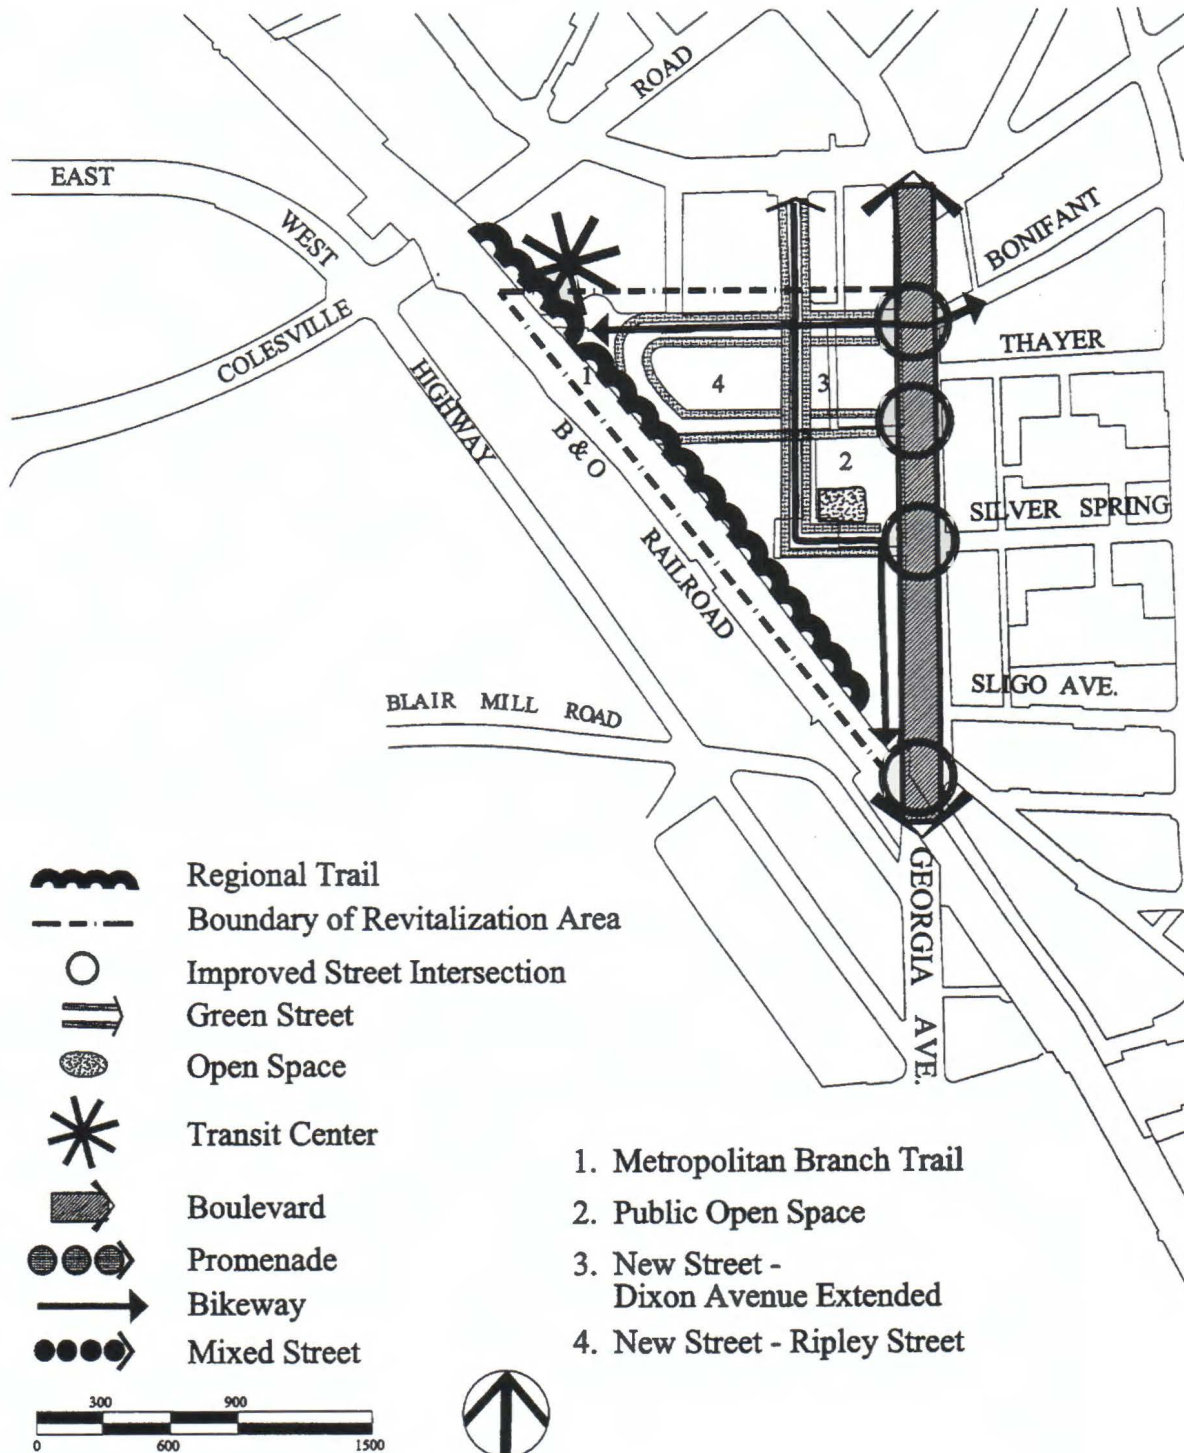 ROAD
EAST
WEST
HIGHWAY
COLESVILLE
BONIFANT
THAYER
1
4
3
2
B & O
RAILROAD
SILVER SPRING
SLIGO AVE.
BLAIR MILL ROAD
GEORGIA AVE.
Regional Trail
Boundary of Revitalization Area
Improved Street Intersection
Green Street
Open Space
Transit Center
Boulevard
Promenade
Bikeway
Mixed Street
1. Metropolitan Branch Trail
2. Public Open Space
3. New Street -
Dixon Avenue Extended
4. New Street - Ripley Street
300 900
0 600 1500